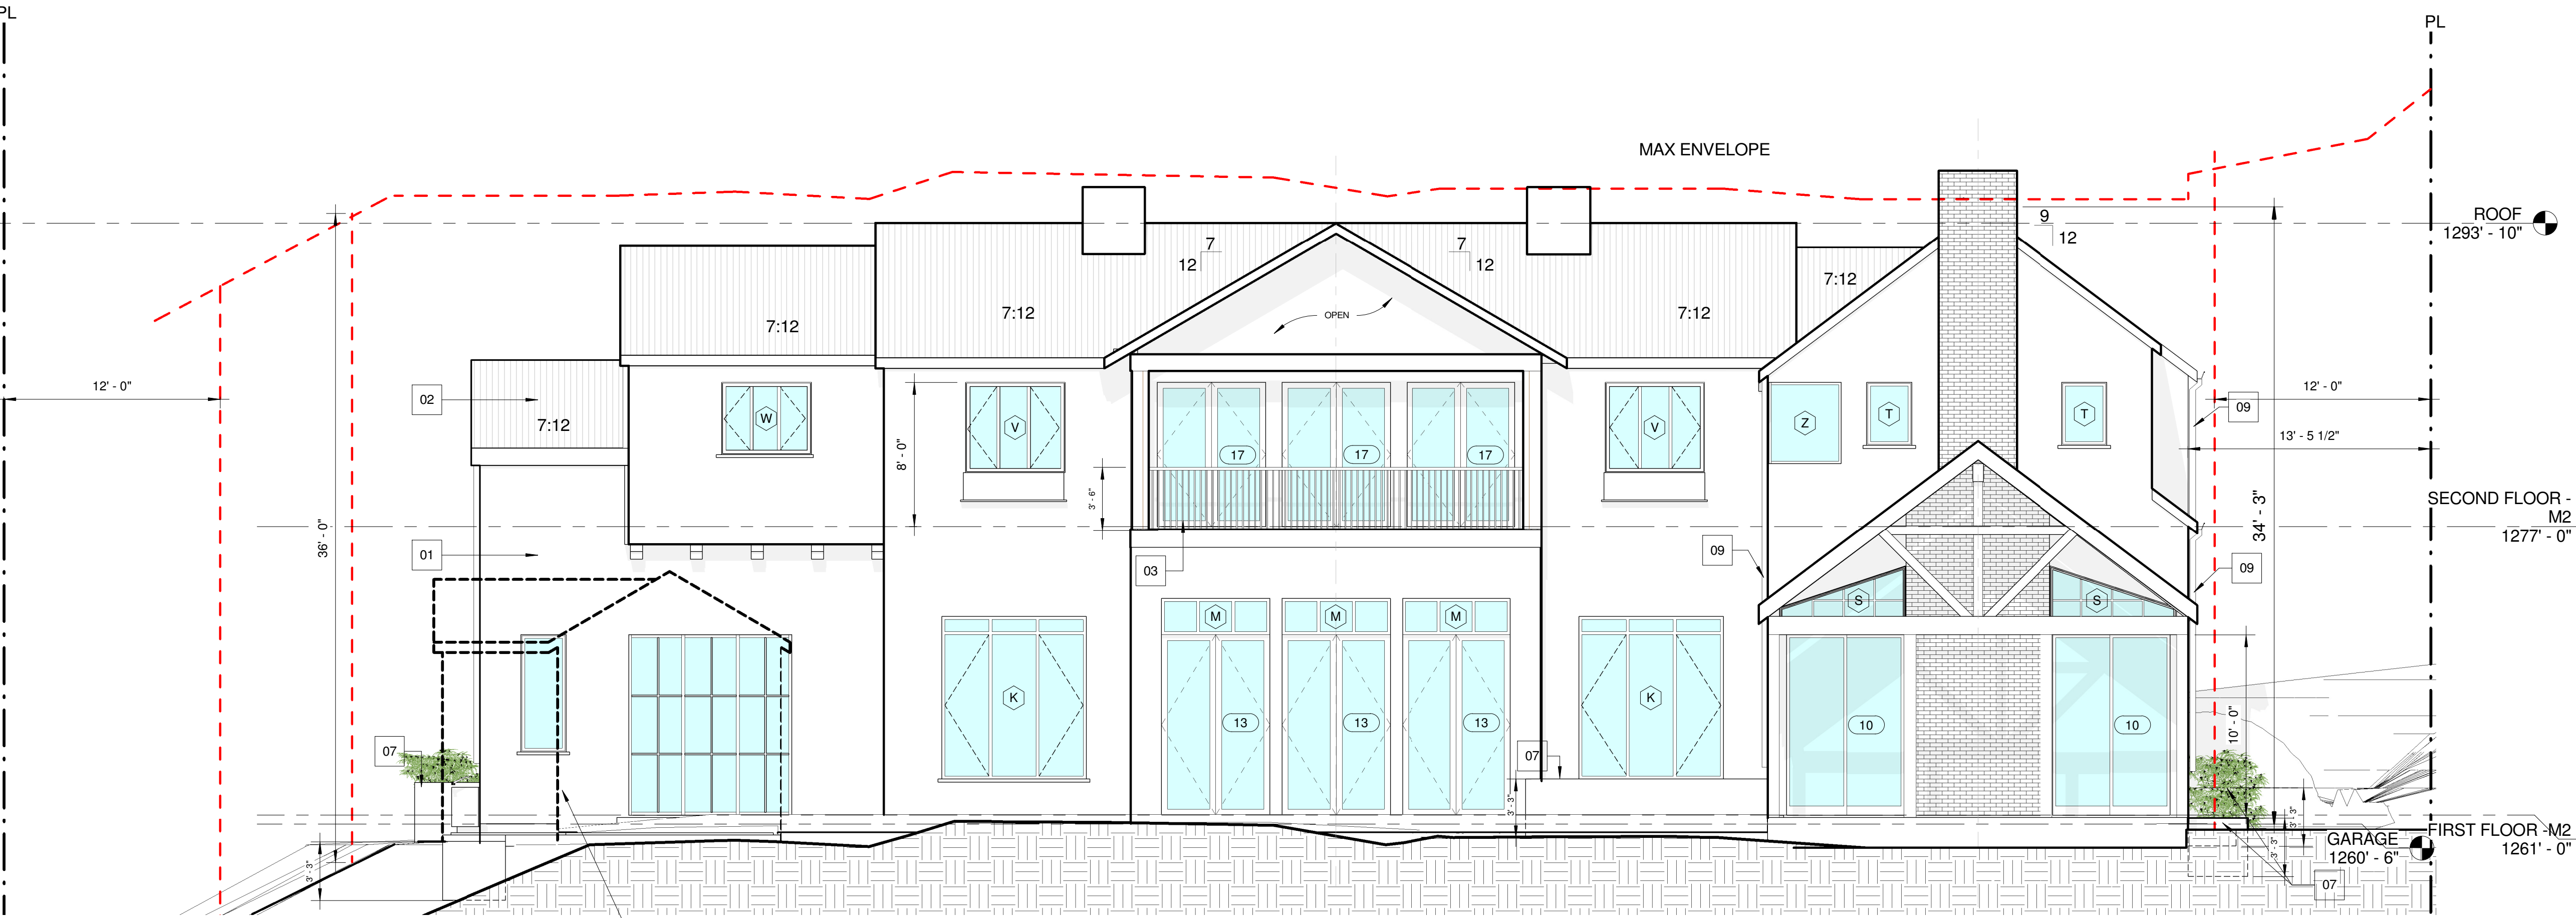 PL
PL
MAX ENVELOPE
ROOF
1293' - 10"
9
12
7
12
7
12
7:12
7:12
7:12
7:12
7:12
OPEN
12' - 0"
12' - 0"
13' - 5 1/2"
02
09
W
V
V
Z
T
T
8' - 0"
17
17
17
3' - 6"
36' - 0"
34' - 3"
SECOND FLOOR -
M2
1277' - 0"
01
03
09
09
S
S
M
M
M
K
K
13
13
13
10
10
10' - 0"
07
07
3' - 3"
3' - 3"
3' - 3"
3' - 3"
FIRST FLOOR -M2
1261' - 0"
GARAGE
1260' - 6"
07